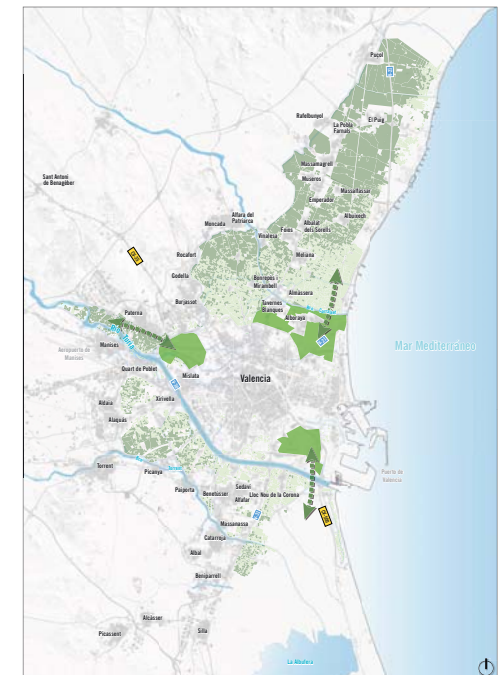 Puçol
Rafelbunyol
El Puig
La Pobla
Farnals
Massamagrell
Museros
Massalfassar
Emperador
Sant Antoni
de Benagéber
Alfara del
Patriarca
Moncada
Albalat
dels Sorells
Albuixech
Foios
Vinalesa
Rocafort
Meliana
Godella
Bonrepòs i
Mirambell
Almàssera
Burjassot
Tavernes
Blanques
Alboraya
Paterna
Río Turia
Manises
Aeropuerto de
Manises
Mar Mediterráneo
Quart de Poblet
Mislata
Valencia
Xirivella
Aldaia
Alaquàs
Torrent
Picanya
Puerto de
Valencia
Paiporta
Sedaví
Benetússer
Alfafar
Lloc Nou de la Corona
Massanassa
Catarroja
Albal
Beniparrell
Alcàsser
Picassent
Silla
La Albufera